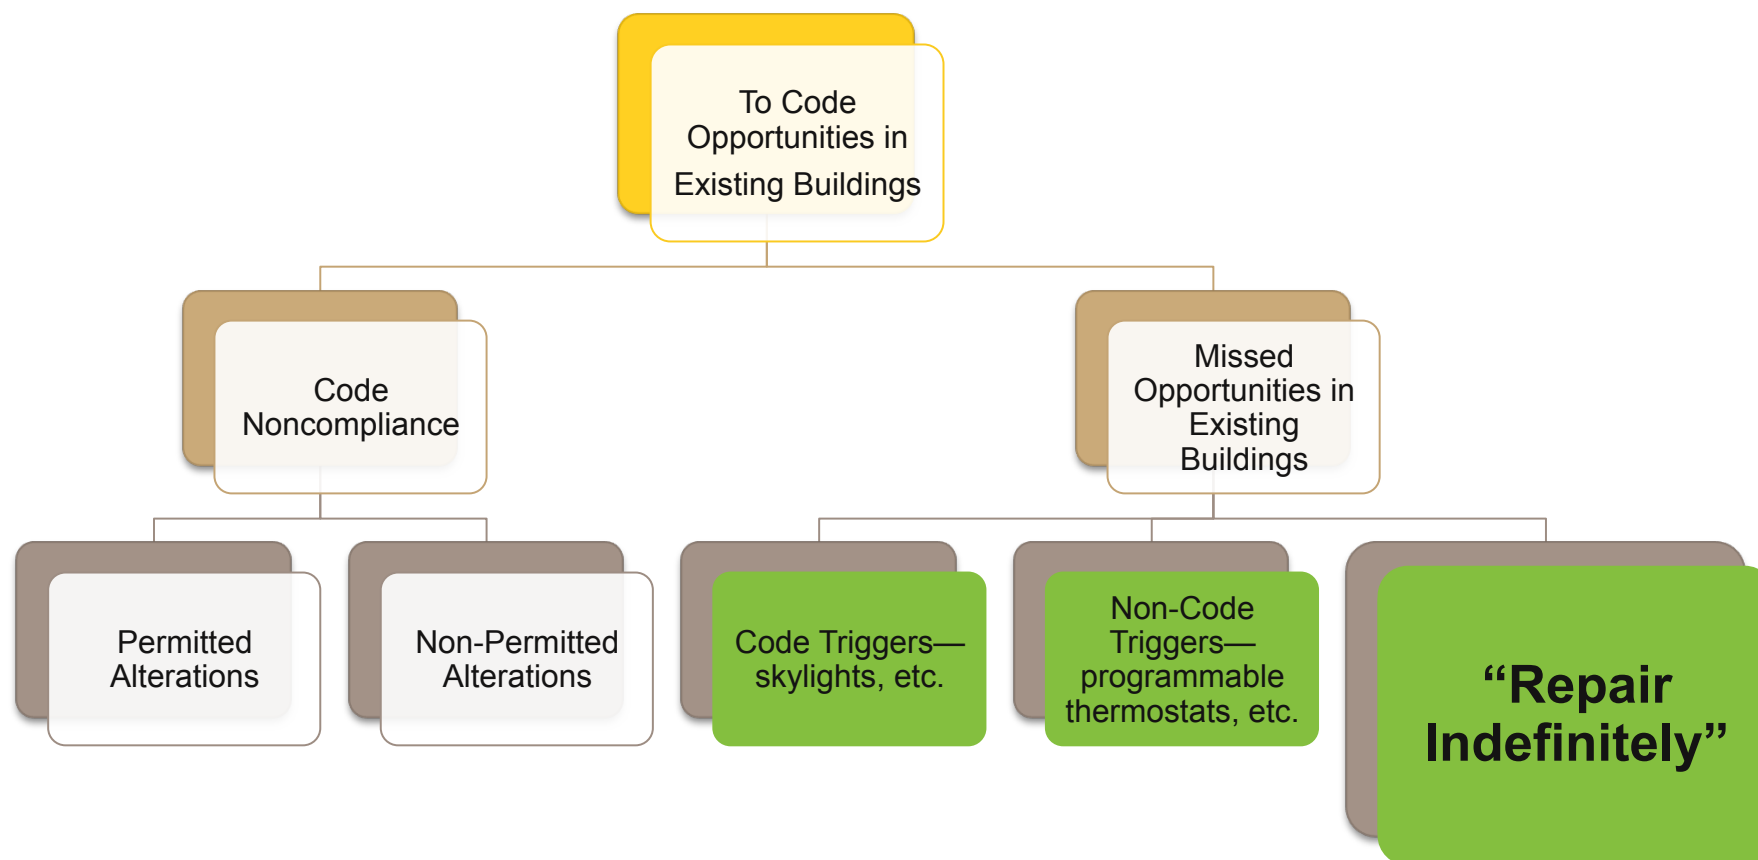 To Code
Opportunities in
Existing Buildings
Code
Noncompliance
Missed
Opportunities in
Existing
Buildings
Permitted
Alterations
Non-Permitted
Alterations
Code Triggers—
skylights, etc.
Non-Code
Triggers—
programmable
thermostats, etc.
“Repair
Indefinitely”